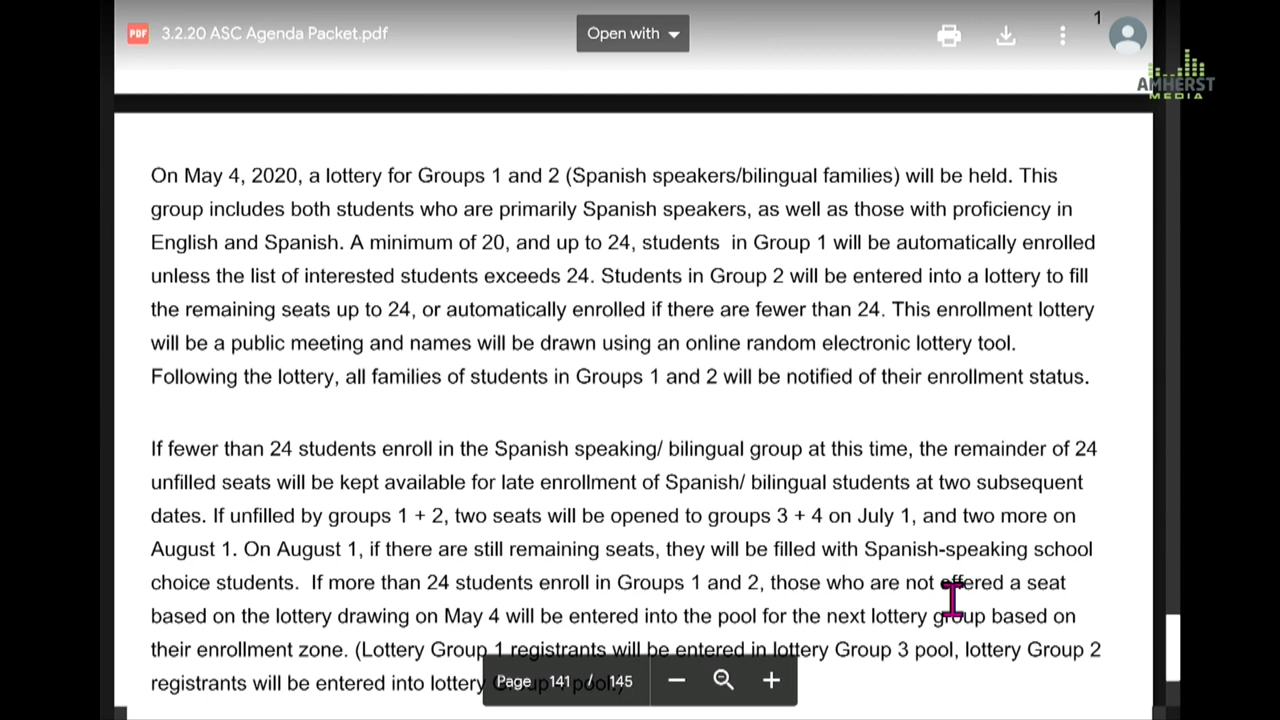 1
3.2.20 ASC Agenda Packet.pdf
Open with
AMHERST
MEDIA
On May 4, 2020, a lottery for Groups 1 and 2 (Spanish speakers/bilingual families) will be held. This
group includes both students who are primarily Spanish speakers, as well as those with proficiency in
English and Spanish. A minimum of 20, and up to 24, students in Group 1 will be automatically enrolled
unless the list of interested students exceeds 24. Students in Group 2 will be entered into a lottery to fill
the remaining seats up to 24, or automatically enrolled if there are fewer than 24. This enrollment lottery
will be a public meeting and names will be drawn using an online random electronic lottery tool.
Following the lottery, all families of students in Groups 1 and 2 will be notified of their enrollment status.
If fewer than 24 students enroll in the Spanish speaking/ bilingual group at this time, the remainder of 24
unfilled seats will be kept available for late enrollment of Spanish/ bilingual students at two subsequent
dates. If unfilled by groups 1 + 2, two seats will be opened to groups 3 + 4 on July 1, and two more on
August 1. On August 1, if there are still remaining seats, they will be filled with Spanish-speaking school
choice students. If more than 24 students enroll in Groups 1 and 2, those who are not offered a seat
based on the lottery drawing on May 4 will be entered into the pool for the next lottery group based on
their enrollment zone. (Lottery Group 1 registrants will be entered in lottery Group 3 pool, lottery Group 2
registrants will be entered into lottery Group 4 pool.)
Page 141 / 145